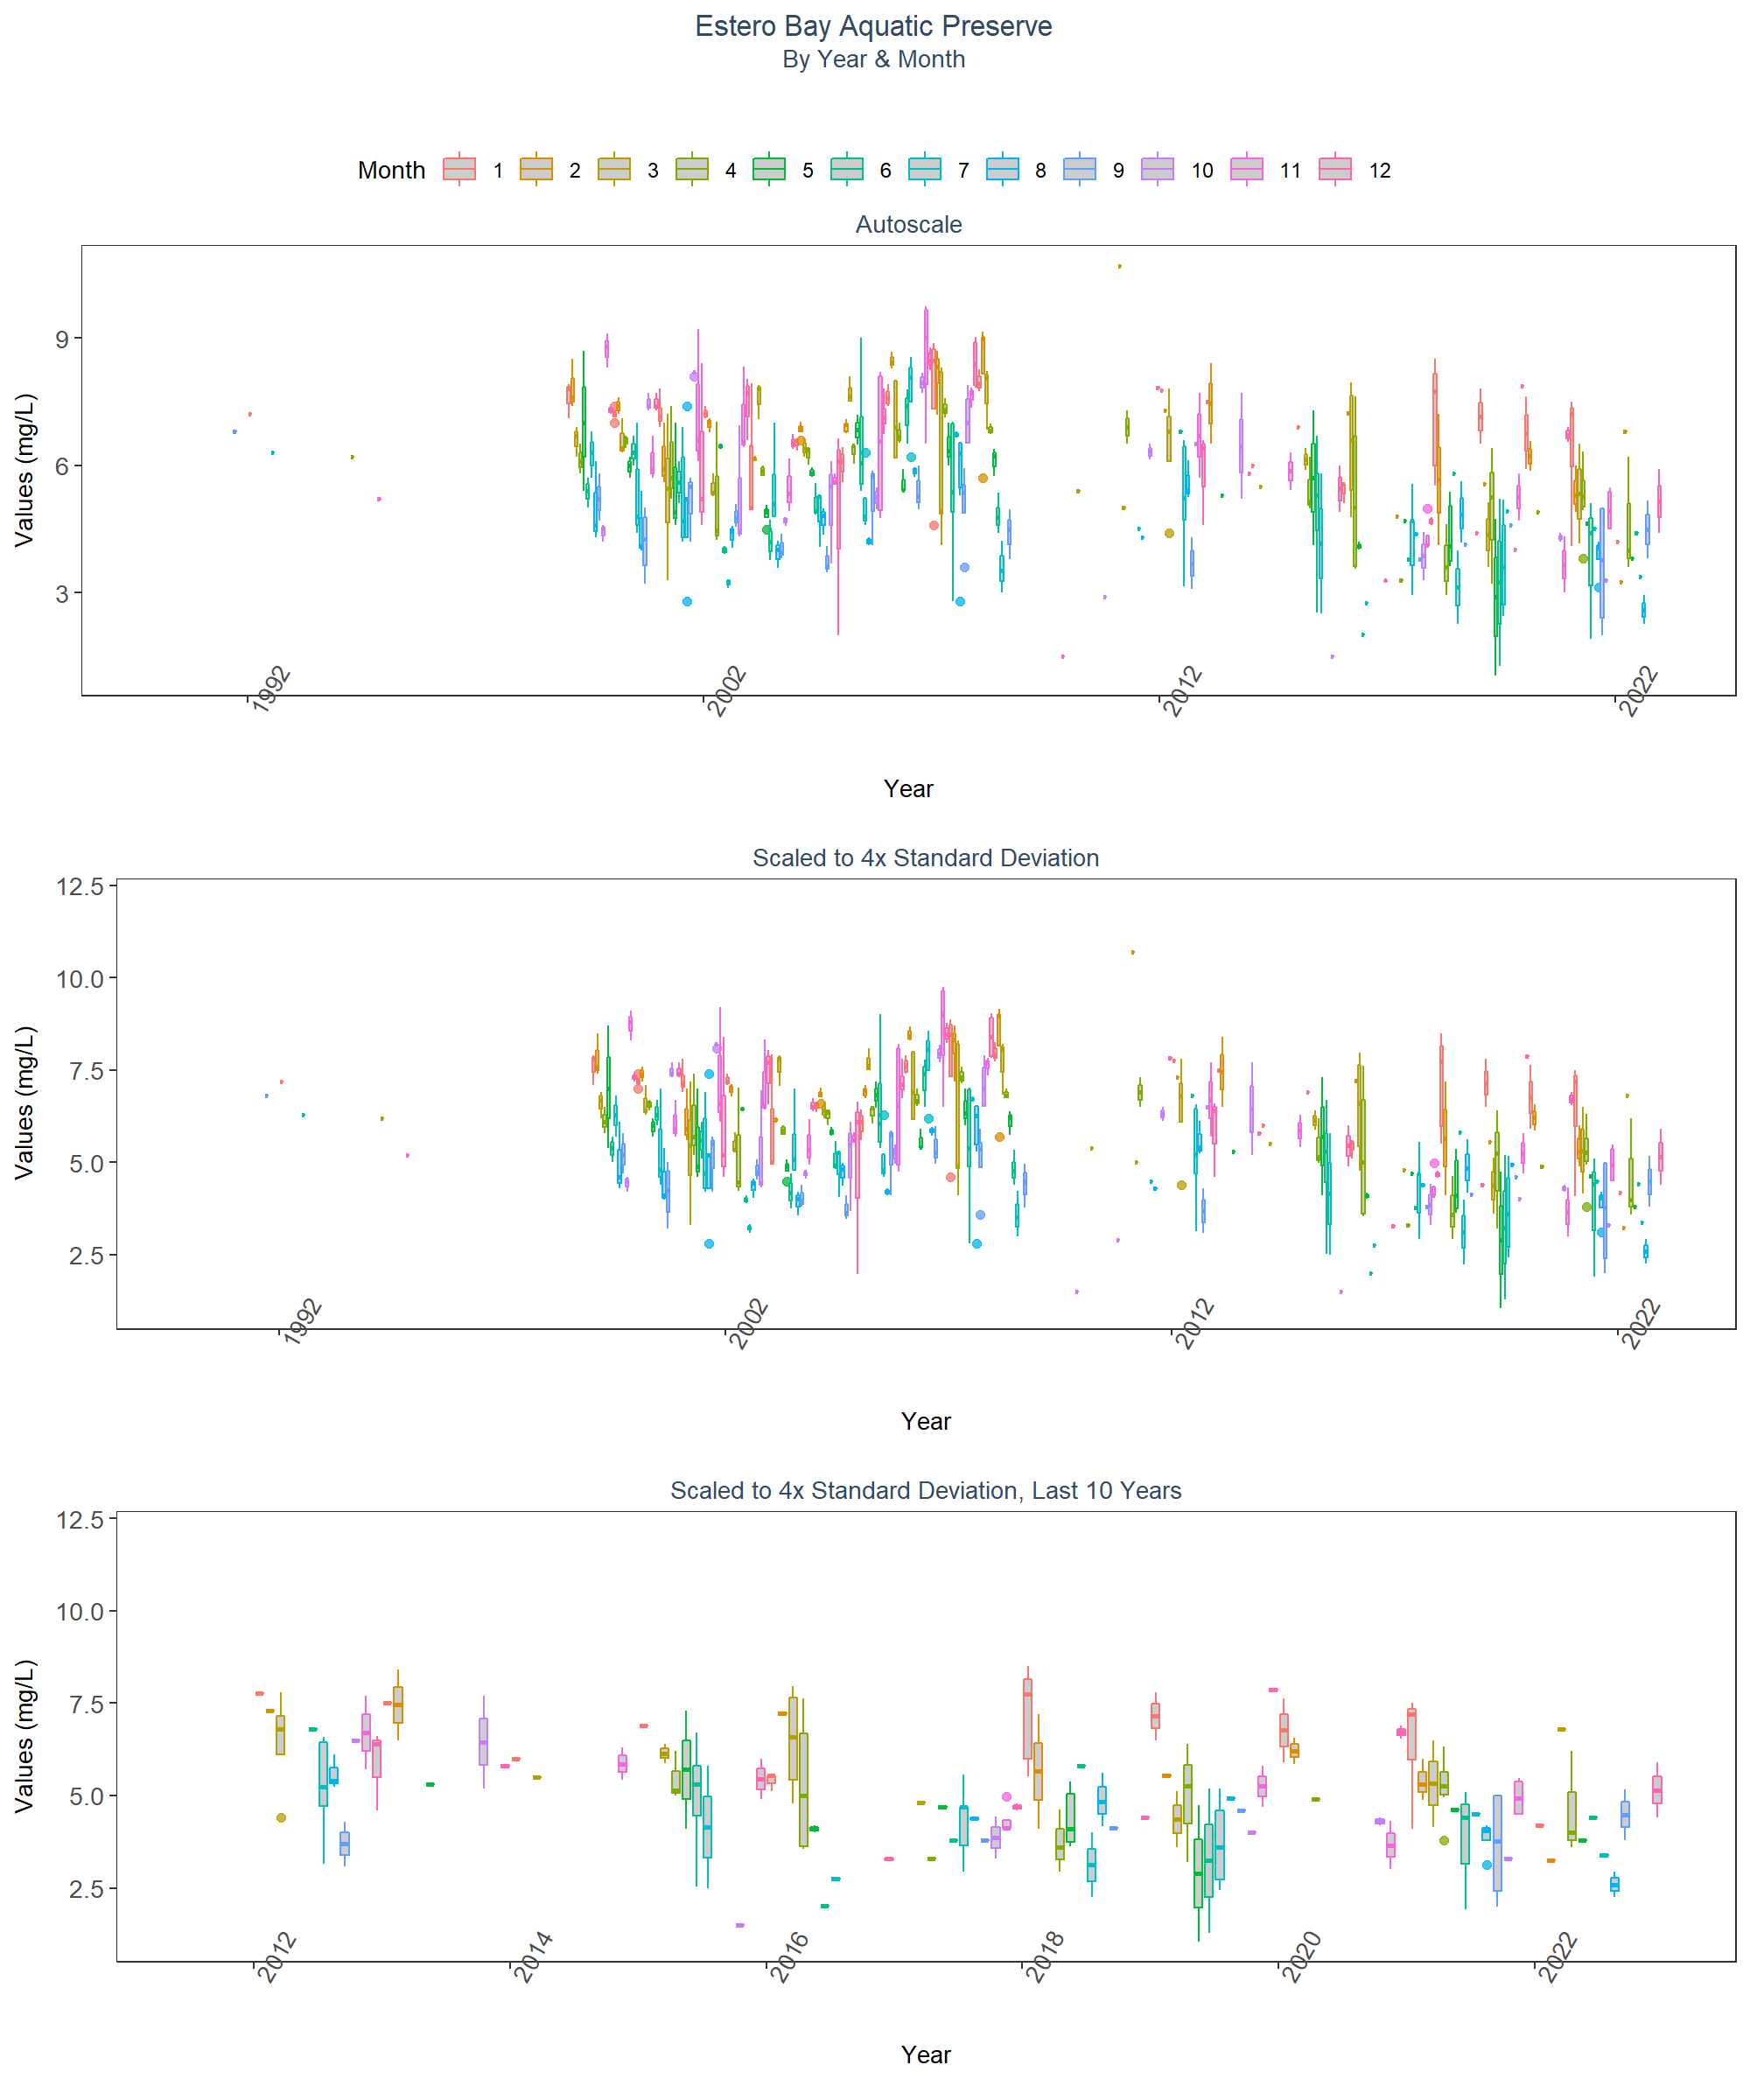 Estero Bay Aquatic Preserve
By Year & Month
Month 1 2 3 4 5 6 7 8 9 10 11 12
Autoscale
Values (mg/L)
9
6
3
1992 2002 2012 2022
Year
Scaled to 4x Standard Deviation
Values (mg/L)
12.5
10.0
7.5
5.0
2.5
1992 2002 2012 2022
Year
Scaled to 4x Standard Deviation, Last 10 Years
Values (mg/L)
12.5
10.0
7.5
5.0
2.5
2012 2014 2016 2018 2020 2022
Year